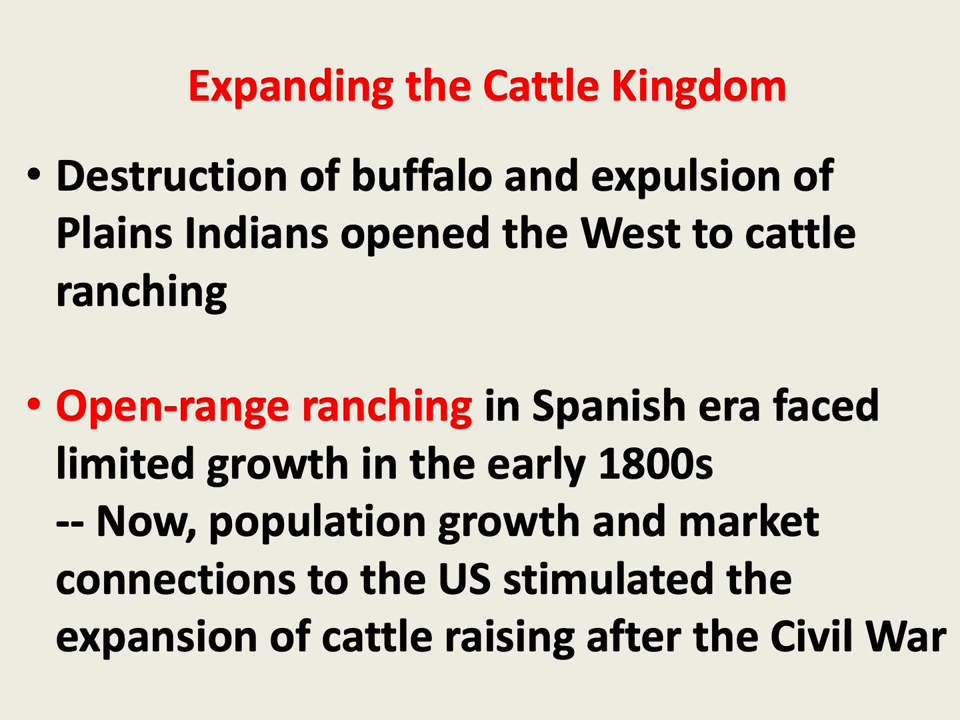 Expanding the Cattle Kingdom
• Destruction of buffalo and expulsion of
Plains Indians opened the West to cattle
ranching
• Open-range ranching in Spanish era faced
limited growth in the early 1800s
-- Now, population growth and market
connections to the US stimulated the
expansion of cattle raising after the Civil War